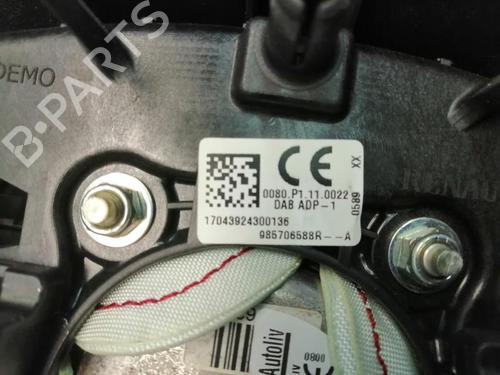 DEMO
B-PARTS
CE
XX
0589
0080.P1.11.0022
DAB ADP-1
17043924300136
985706588R--A
RENAU
Autoliv
0800